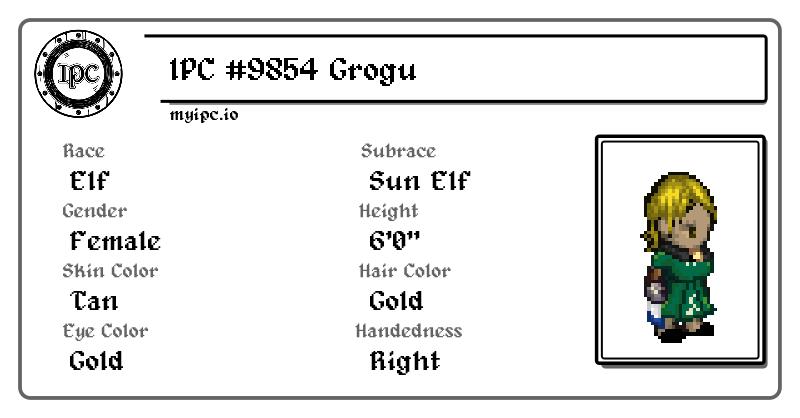 IPC
IPC #9854 Grogu
myipc.io
Race
Elf
Subrace
Sun Elf
Gender
Female
Height
6'0"
Skin Color
Tan
Hair Color
Gold
Eye Color
Gold
Handedness
Right